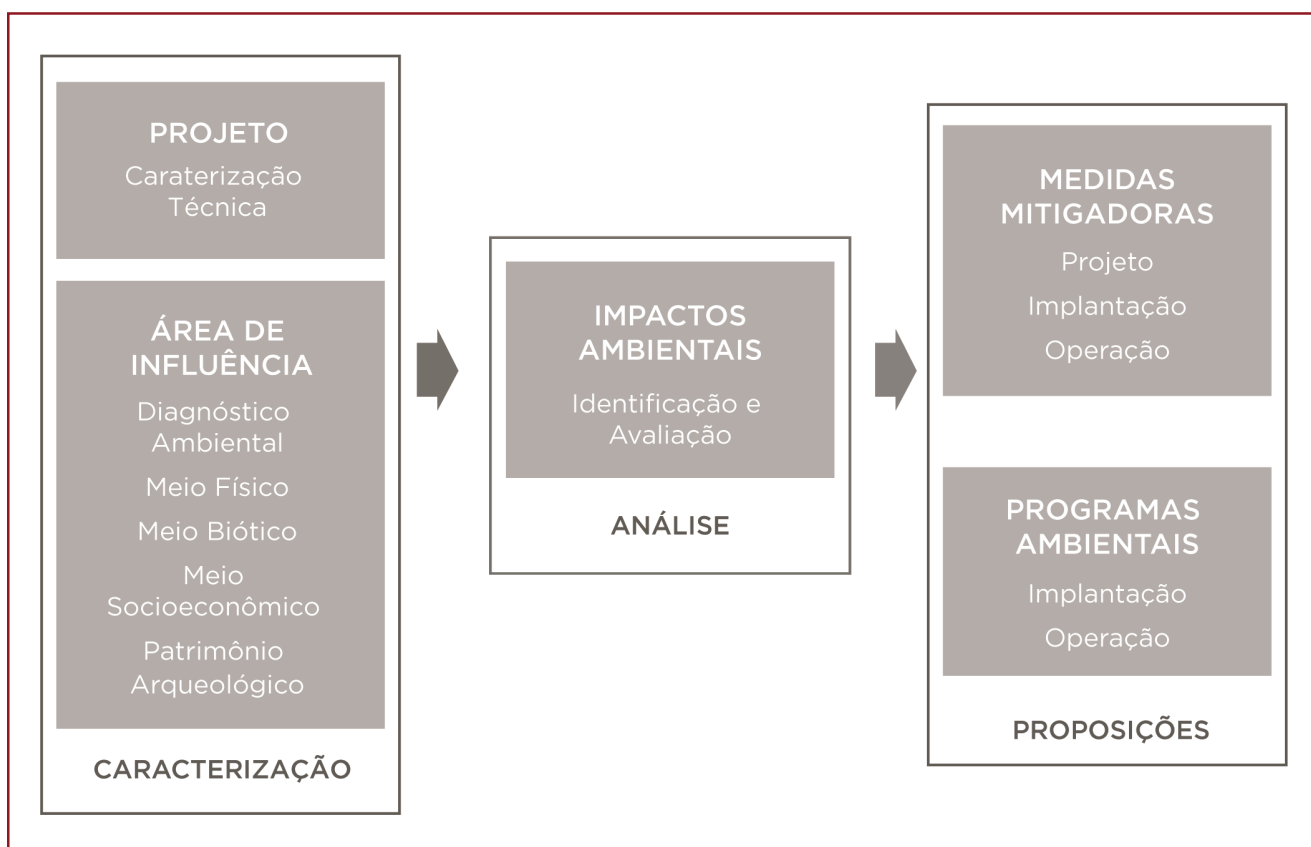 PROJETO
Caraterização
Técnica
ÁREA DE
INFLUÊNCIA
Diagnóstico
Ambiental
Meio Físico
Meio Biótico
Meio
Socioeconômico
Patrimônio
Arqueológico
CARACTERIZAÇÃO
IMPACTOS
AMBIENTAIS
Identificação e
Avaliação
ANÁLISE
MEDIDAS
MITIGADORAS
Projeto
Implantação
Operação
PROGRAMAS
AMBIENTAIS
Implantação
Operação
PROPOSIÇÕES